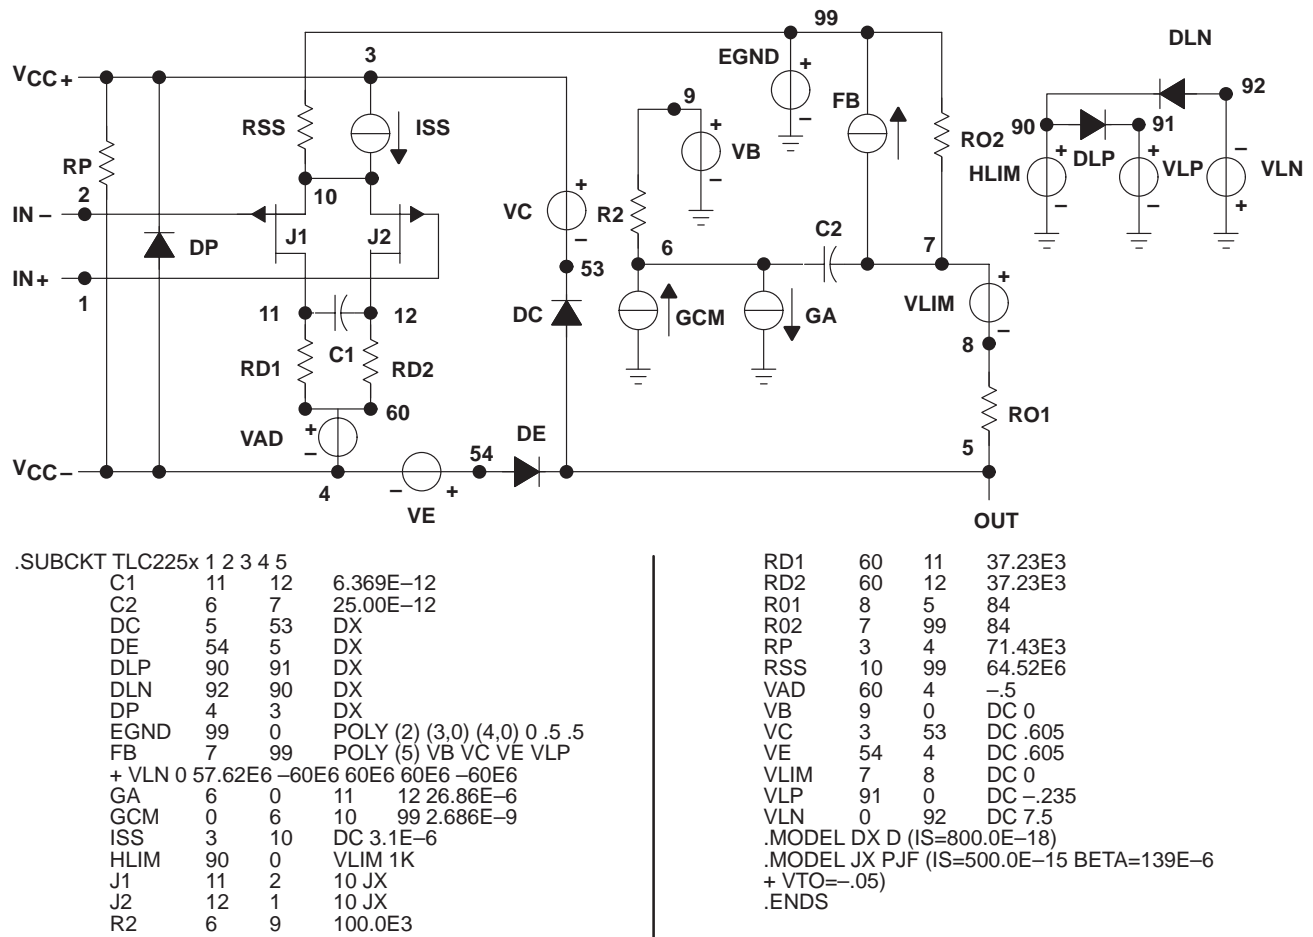 99
DLN
3
VCC+
EGND
+
92
9
FB
RSS
ISS
+
90
91
RO2
VB
RP
DLP
HLIM
VLP
VLN
2
10
IN −
VC
R2
C2
J1
J2
DP
6
7
IN +
53
1
VLIM
GCM
GA
11
12
DC
8
C1
RD1
RD2
RO1
60
VAD
DE
54
5
VCC−
4
VE
OUT
.SUBCKT TLC225x 1 2 3 4 5
C1 11 12 6.369E–12
C2 6 7 25.00E–12
DC 5 53 DX
DE 54 5 DX
DLP 90 91 DX
DLN 92 90 DX
DP 4 3 DX
EGND 99 0 POLY (2) (3,0) (4,0) 0 .5 .5
FB 7 99 POLY (5) VB VC VE VLP
+ VLN 0 57.62E6 –60E6 60E6 60E6 –60E6
GA 6 0 11 12 26.86E–6
GCM 0 6 10 99 2.686E–9
ISS 3 10 DC 3.1E–6
HLIM 90 0 VLIM 1K
J1 11 2 10 JX
J2 12 1 10 JX
R2 6 9 100.0E3
RD1 60 11 37.23E3
RD2 60 12 37.23E3
R01 8 5 84
R02 7 99 84
RP 3 4 71.43E3
RSS 10 99 64.52E6
VAD 60 4 –.5
VB 9 0 DC 0
VC 3 53 DC .605
VE 54 4 DC .605
VLIM 7 8 DC 0
VLP 91 0 DC –.235
VLN 0 92 DC 7.5
.MODEL DX D (IS=800.0E–18)
.MODEL JX PJF (IS=500.0E–15 BETA=139E–6
+ VTO=–.05)
.ENDS